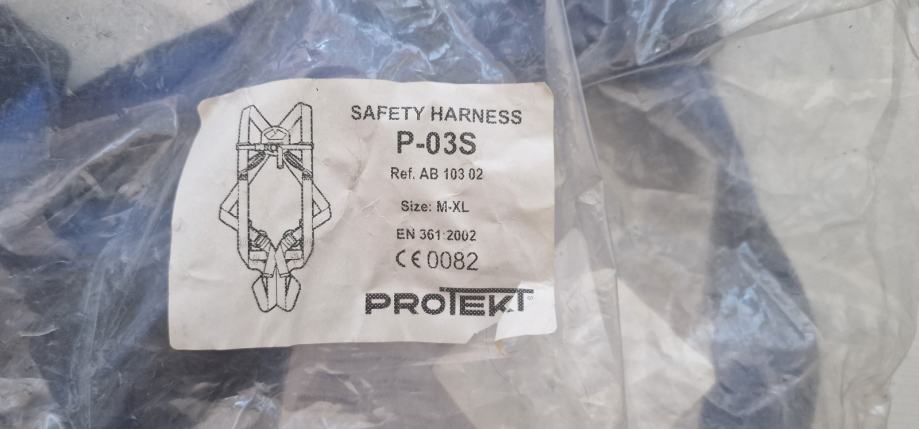 SAFETY HARNESS
P-03S
Ref. AB 103 02
Size: M-XL
EN 361:2002
CE 0082
PROTEKT